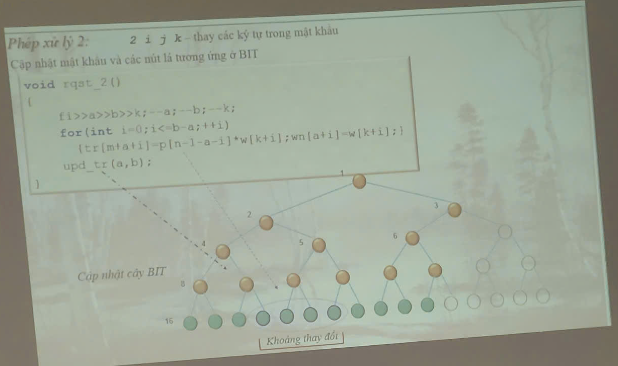 Phép xử lý 2: 2 i j k – thay các ký tự trong mật khẩu
Cập nhật mật khẩu và các nút lá tương ứng ở BIT
void rqst_2()
{
fi>>a>>b>>k;--a;--b;--k;
for(int i=0;i<=b-a;++i)
{tr[m+a+i]=p[n-1-a-i]*w[k+i];wn[a+i]=w[k+i];}
upd_tr(a,b);
}
1
2
3
4
5
6
Cập nhật cây BIT
8
16
Khoảng thay đổi